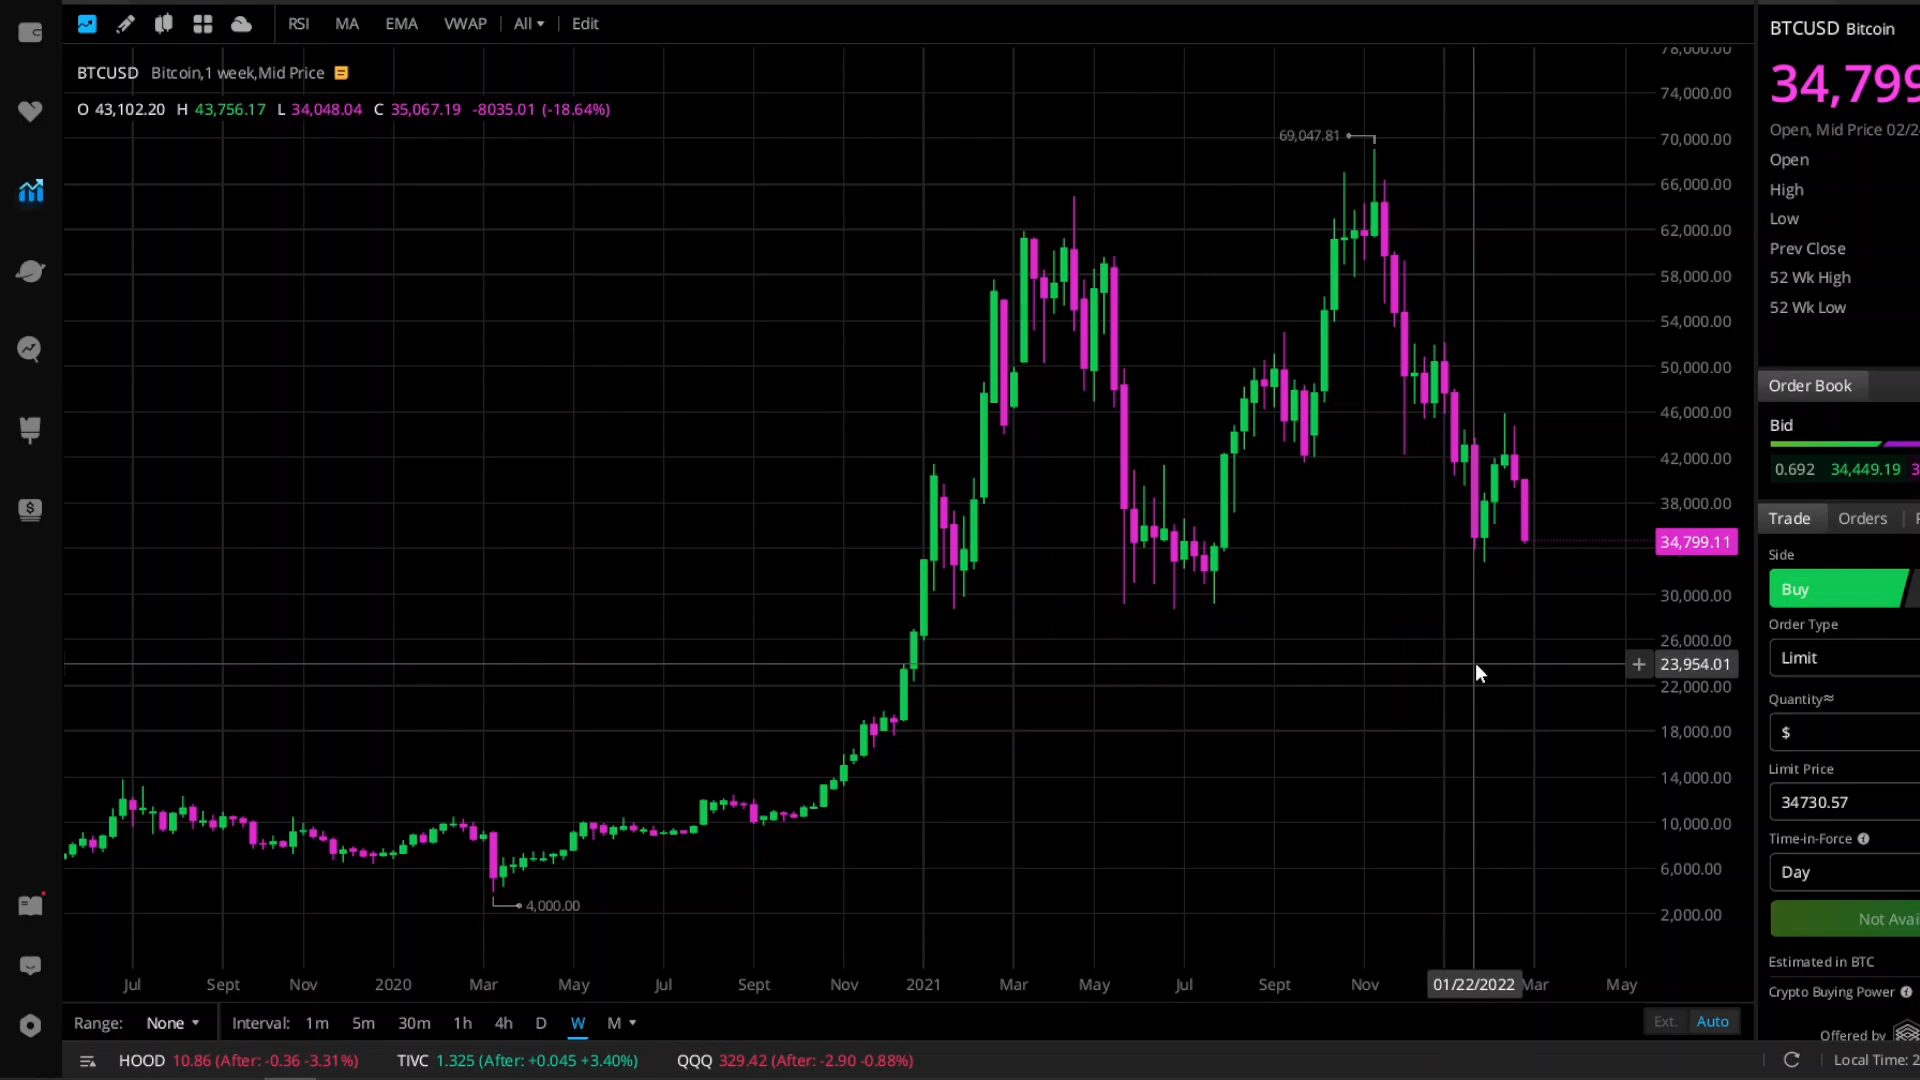 RSI MA EMA VWAP All Edit
BTCUSD Bitcoin,1 week,Mid Price
O 43,102.20 H 43,756.17 L 34,048.04 C 35,067.19 -8035.01 (-18.64%)
69,047.81
4,000.00
78,000.00
74,000.00
70,000.00
66,000.00
62,000.00
58,000.00
54,000.00
50,000.00
46,000.00
42,000.00
38,000.00
34,799.11
30,000.00
26,000.00
+ 23,954.01
22,000.00
18,000.00
14,000.00
10,000.00
6,000.00
2,000.00
Jul Sept Nov 2020 Mar May Jul Sept Nov 2021 Mar May Jul Sept Nov 01/22/2022 Mar May
Range: None Interval: 1m 5m 30m 1h 4h D W M Ext. Auto
HOOD 10.86 (After: -0.36 -3.31%) TIVC 1.325 (After: +0.045 +3.40%) QQQ 329.42 (After: -2.90 -0.88%)
BTCUSD Bitcoin
34,799
Open, Mid Price 02/2
Open
High
Low
Prev Close
52 Wk High
52 Wk Low
Order Book
Bid
0.692 34,449.19 3
Trade Orders
Side
Buy
Order Type
Limit
Quantity≈
$
Limit Price
34730.57
Time-in-Force
Day
Not Avai
Estimated in BTC
Crypto Buying Power
Offered by
Local Time: 2